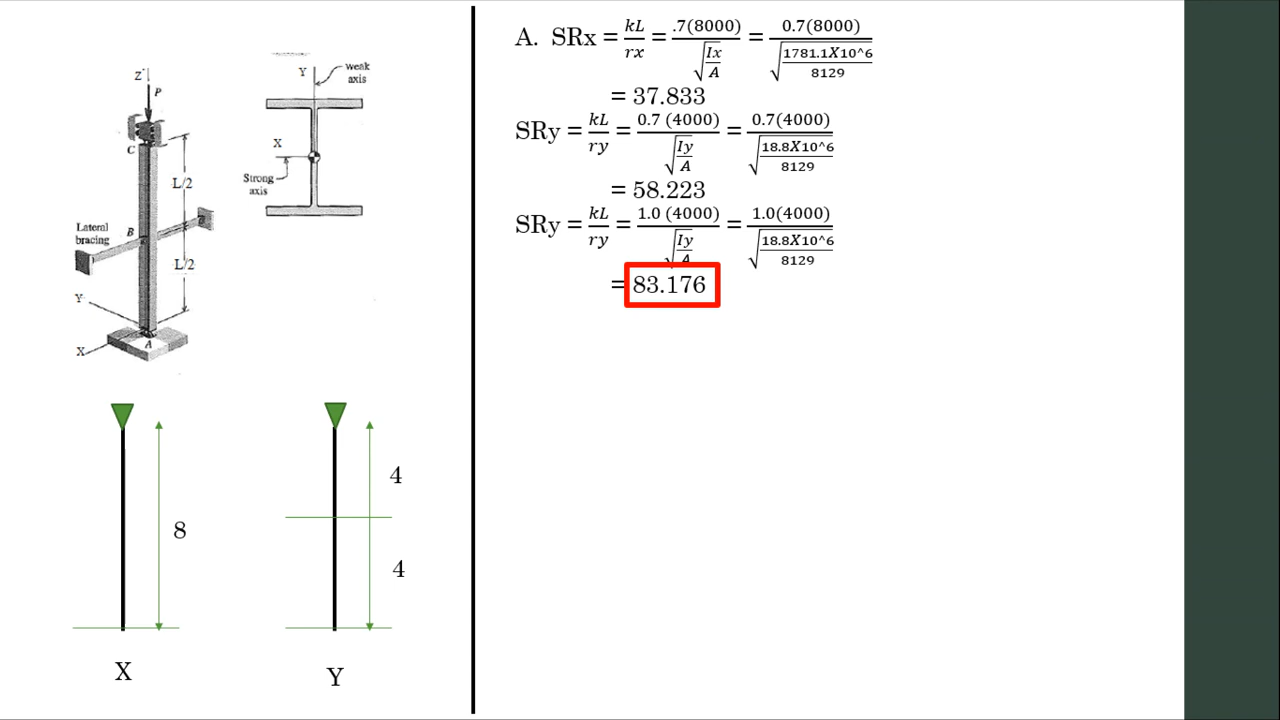 A. SRx = kL/rx = .7(8000)/√(Ix/A) = 0.7(8000)/√(1781.1X10^6/8129)
= 37.833
SRy = kL/ry = 0.7 (4000)/√(Iy/A) = 0.7(4000)/√(18.8X10^6/8129)
= 58.223
SRy = kL/ry = 1.0 (4000)/√(Iy/A) = 1.0(4000)/√(18.8X10^6/8129)
= 83.176
Z
P
C
L/2
Lateral
bracing
B
L/2
Y
X
A
Y
weak
axis
X
Strong
axis
8
X
4
4
Y